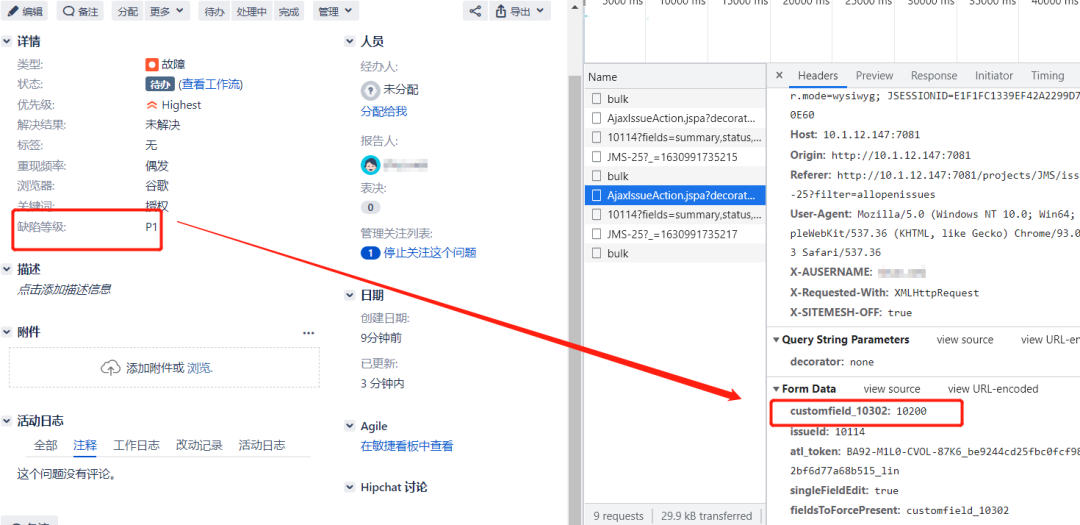 编辑 备注 分配 更多 待办 处理中 完成 管理 导出
详情
类型: 故障
状态: 待办 (查看工作流)
优先级: Highest
解决结果: 未解决
标签: 无
重现频率: 偶发
浏览器: 谷歌
关键词: 授权
缺陷等级: P1
描述
点击添加描述信息
附件
添加附件或 浏览.
活动日志
全部 注释 工作日志 改动记录 活动日志
这个问题没有评论。
人员
经办人:
未分配
分配给我
报告人:
表决:
0
管理关注列表:
1 停止关注这个问题
日期
创建日期:
9分钟前
已更新:
3 分钟内
Agile
在敏捷看板中查看
Hipchat 讨论
5000 ms 10000 ms 15000 ms 20000 ms 25000 ms 30000 ms 35000 ms 40000 ms
Name
bulk
AjaxIssueAction.jspa?decorat...
10114?fields=summary,status,...
JMS-25?_=1630991735215
bulk
AjaxIssueAction.jspa?decorat...
10114?fields=summary,status,...
JMS-25?_=1630991735217
bulk
9 requests 29.9 kB transferred
Headers Preview Response Initiator Timing
r.mode=wysiwyg; JSESSIONID=E1F1FC1339EF42A2299D7
0E60
Host: 10.1.12.147:7081
Origin: http://10.1.12.147:7081
Referer: http://10.1.12.147:7081/projects/JMS/iss
-25?filter=allopenissues
User-Agent: Mozilla/5.0 (Windows NT 10.0; Win64;
pleWebKit/537.36 (KHTML, like Gecko) Chrome/93.0
3 Safari/537.36
X-AUSERNAME:
X-Requested-With: XMLHttpRequest
X-SITEMESH-OFF: true
Query String Parameters view source view URL-en
decorator: none
Form Data view source view URL-encoded
customfield_10302: 10200
issueId: 10114
atl_token: BA92-M1L0-CVOL-87K6_be9244cd25fbc0fcf98
2bf6d77a68b515_lin
singleFieldEdit: true
fieldsToForcePresent: customfield_10302